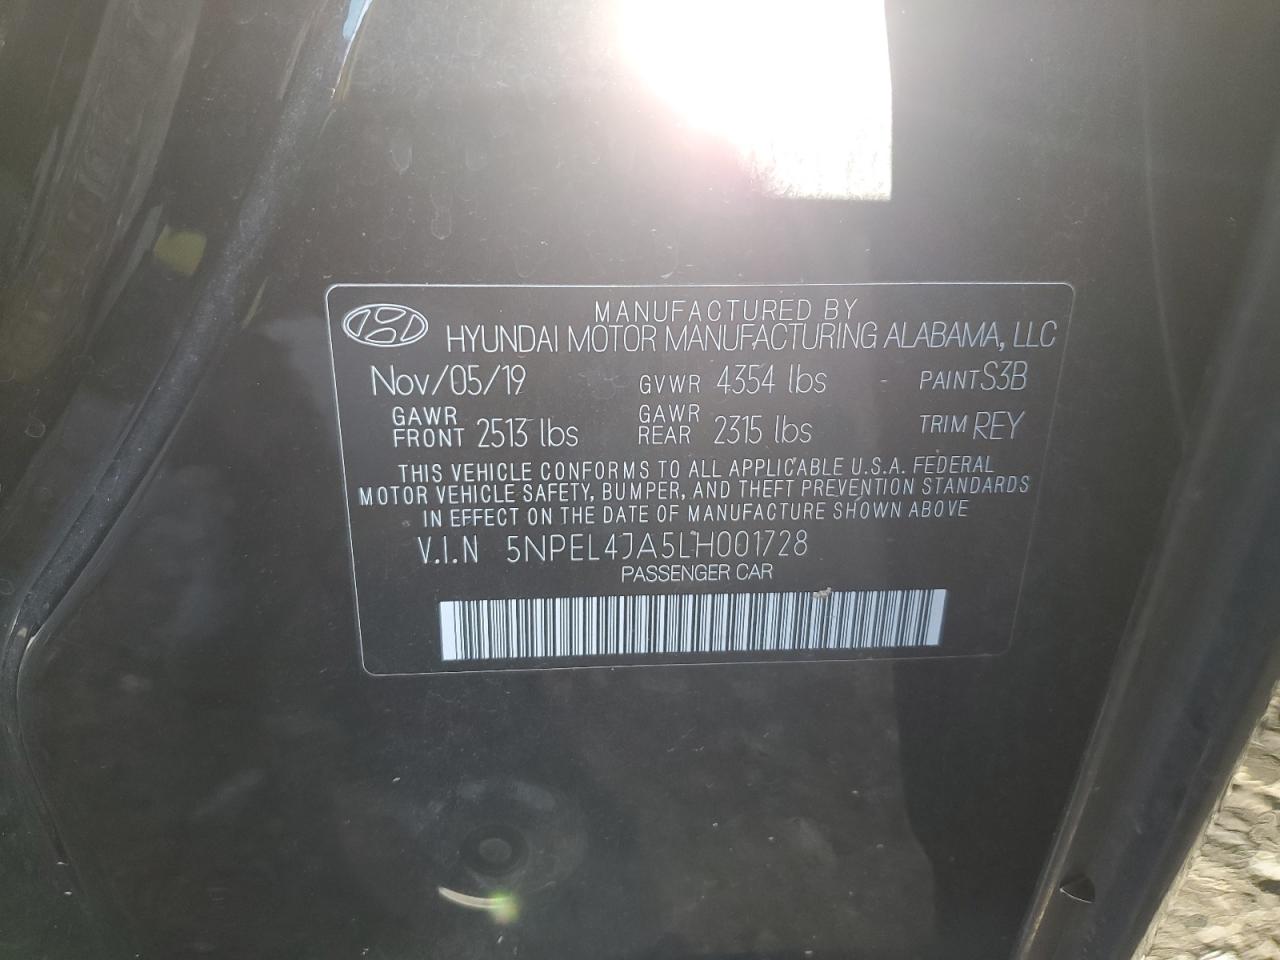 MANUFACTURED BY
HYUNDAI MOTOR MANUFACTURING ALABAMA, LLC
Nov/05/19 GVWR 4354 lbs PAINT S3B
GAWR FRONT 2513 lbs GAWR REAR 2315 lbs TRIM REY
THIS VEHICLE CONFORMS TO ALL APPLICABLE U.S.A. FEDERAL
MOTOR VEHICLE SAFETY, BUMPER, AND THEFT PREVENTION STANDARDS
IN EFFECT ON THE DATE OF MANUFACTURE SHOWN ABOVE
V.I.N 5NPEL4JA5LH001728
PASSENGER CAR